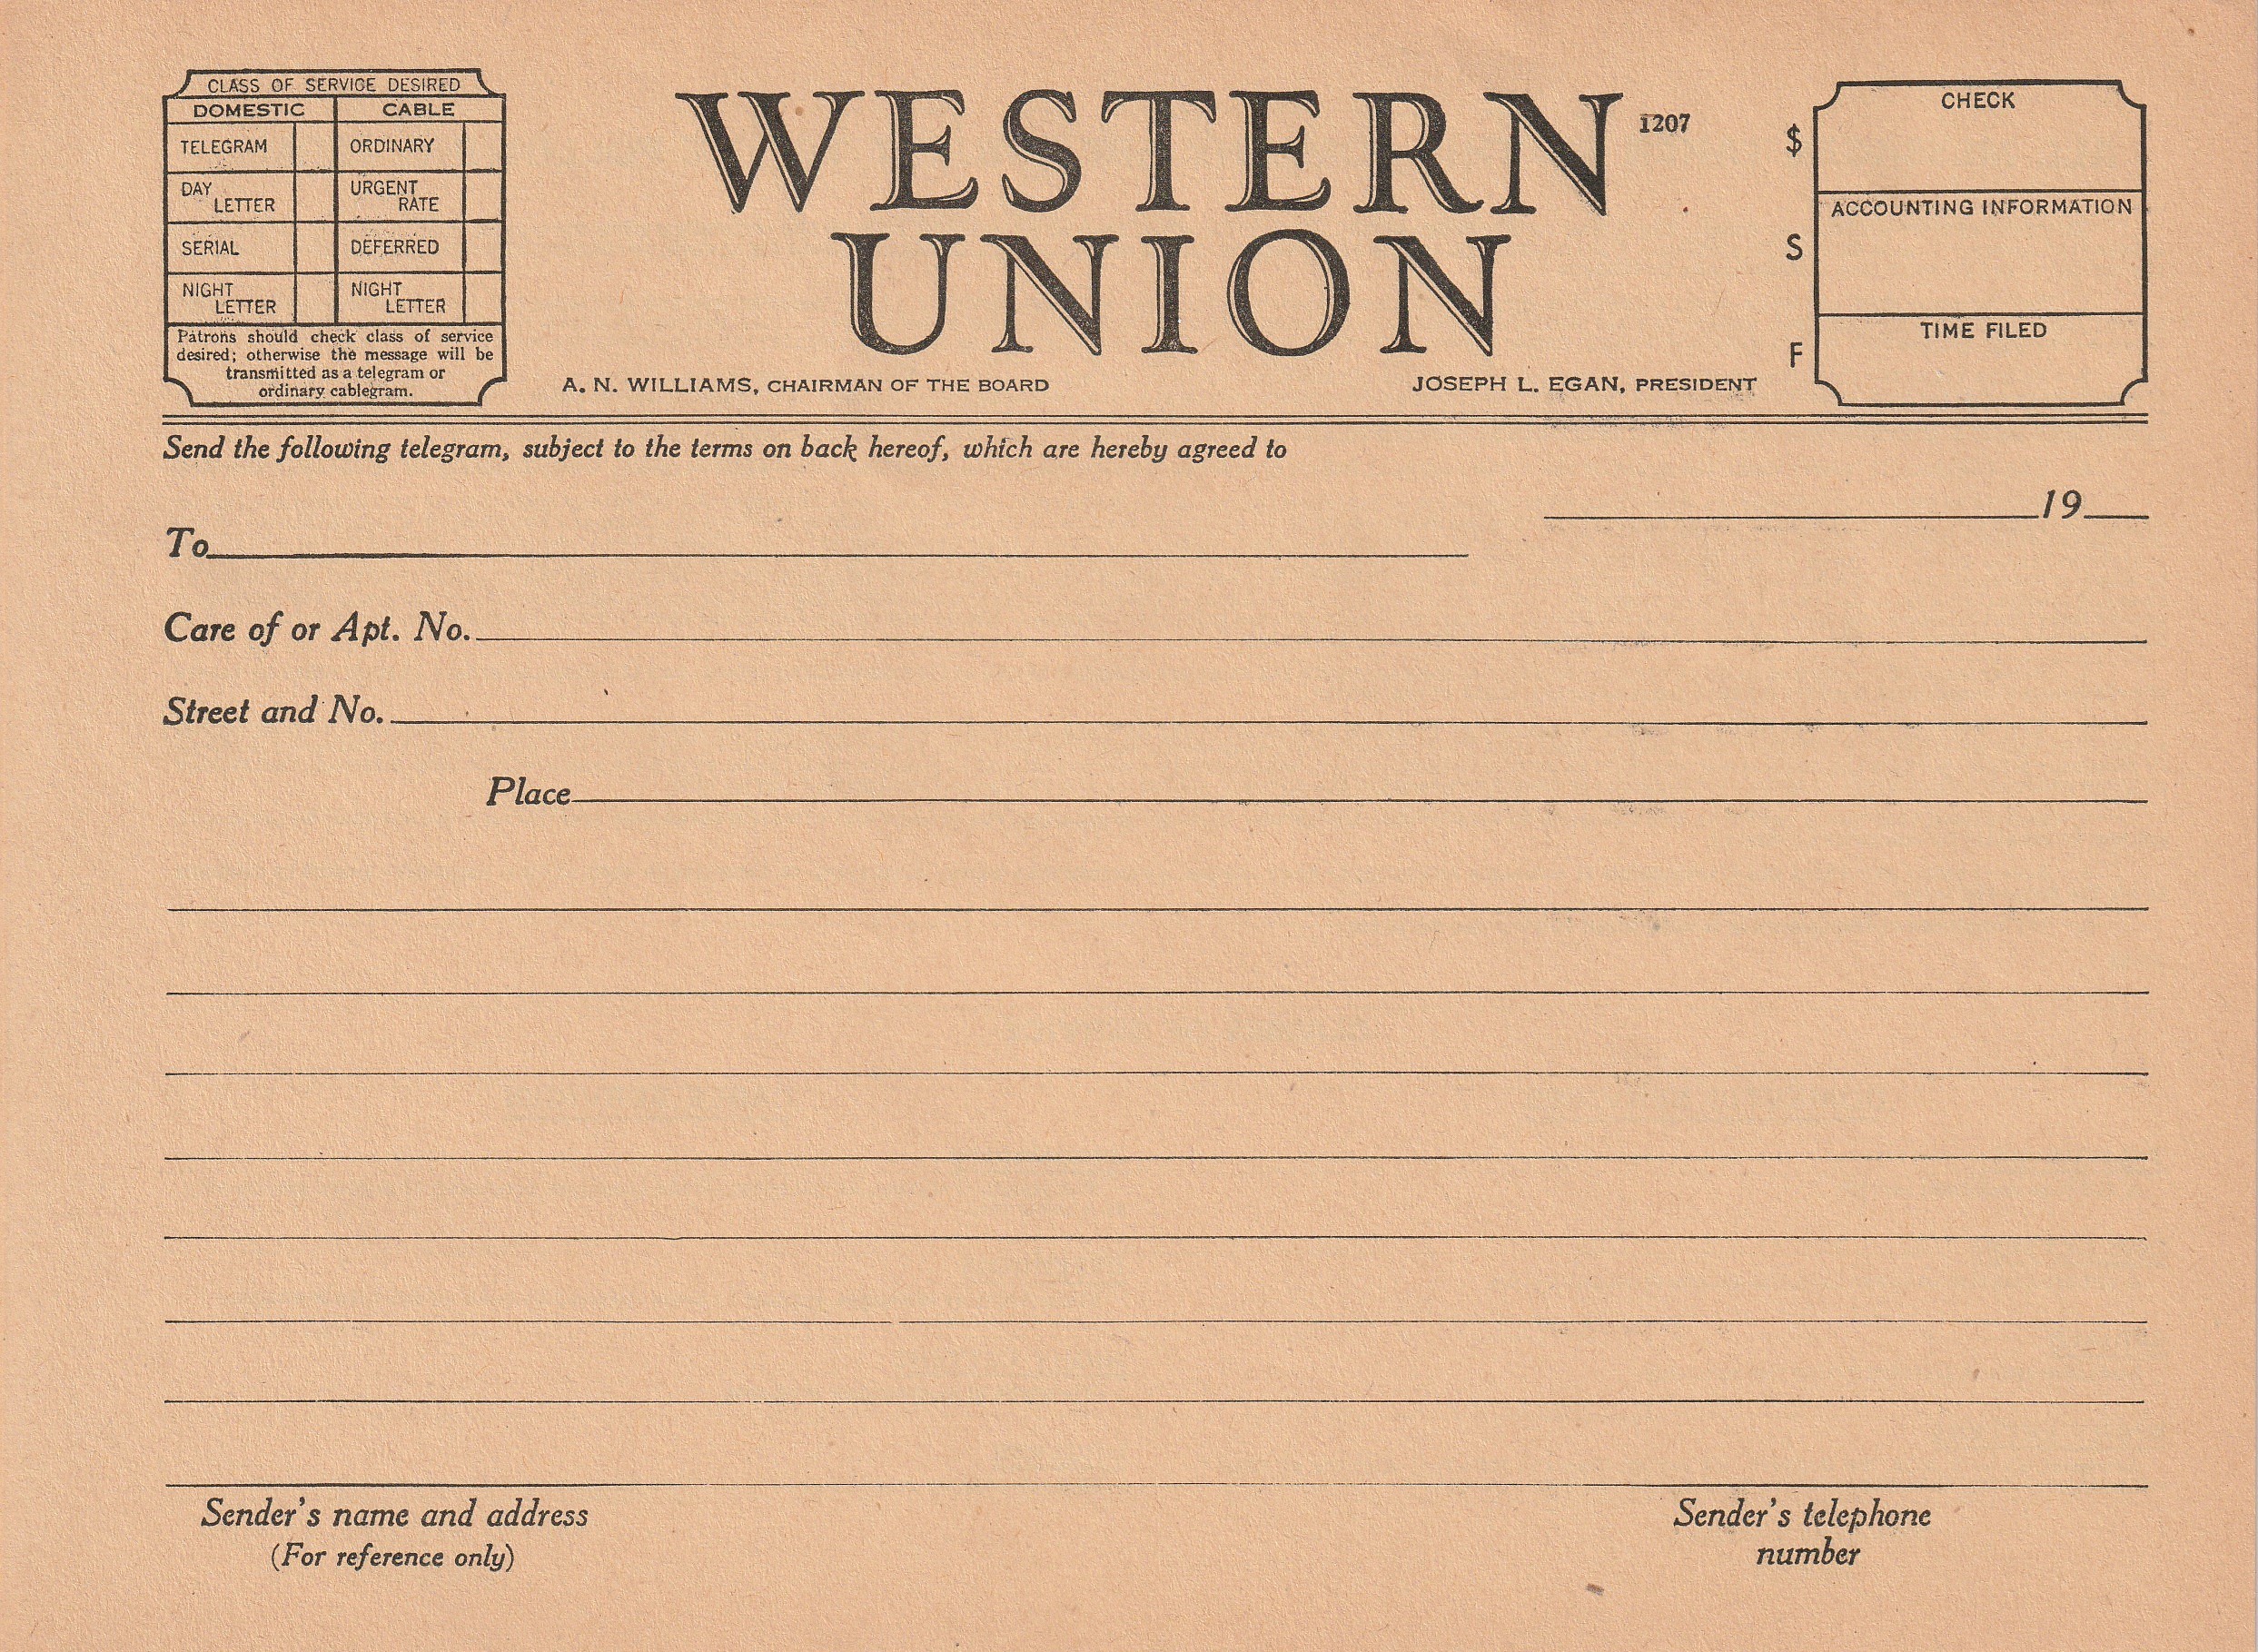 CLASS OF SERVICE DESIRED
DOMESTIC CABLE
TELEGRAM ORDINARY
DAY LETTER URGENT RATE
SERIAL DEFERRED
NIGHT LETTER NIGHT LETTER
Patrons should check class of service
desired; otherwise the message will be
transmitted as a telegram or
ordinary cablegram.
WESTERN
UNION
1207
A. N. WILLIAMS, CHAIRMAN OF THE BOARD
JOSEPH L. EGAN, PRESIDENT
$ CHECK
S ACCOUNTING INFORMATION
F TIME FILED
Send the following telegram, subject to the terms on back hereof, which are hereby agreed to
19
To
Care of or Apt. No.
Street and No.
Place
Sender's name and address
(For reference only)
Sender's telephone
number